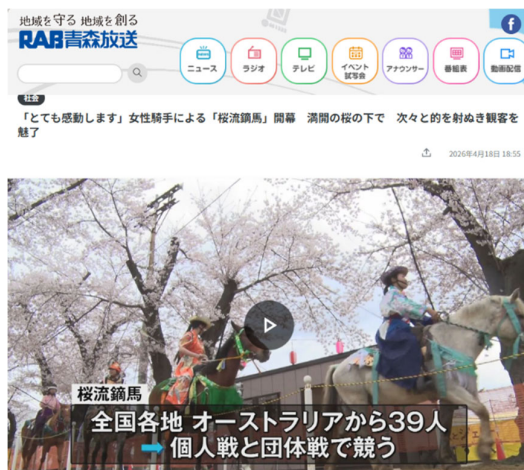 地域を守る 地域を創る
RAB青森放送
ニュース
ラジオ
テレビ
イベント
試写会
アナウンサー
番組表
動画配信
社会
「とても感動します」女性騎手による「桜流鏑馬」開幕　満開の桜の下で　次々と的を射ぬき観客を
魅了
2026年4月18日 18:55
桜流鏑馬
全国各地 オーストラリアから39人
➡ 個人戦と団体戦で競う